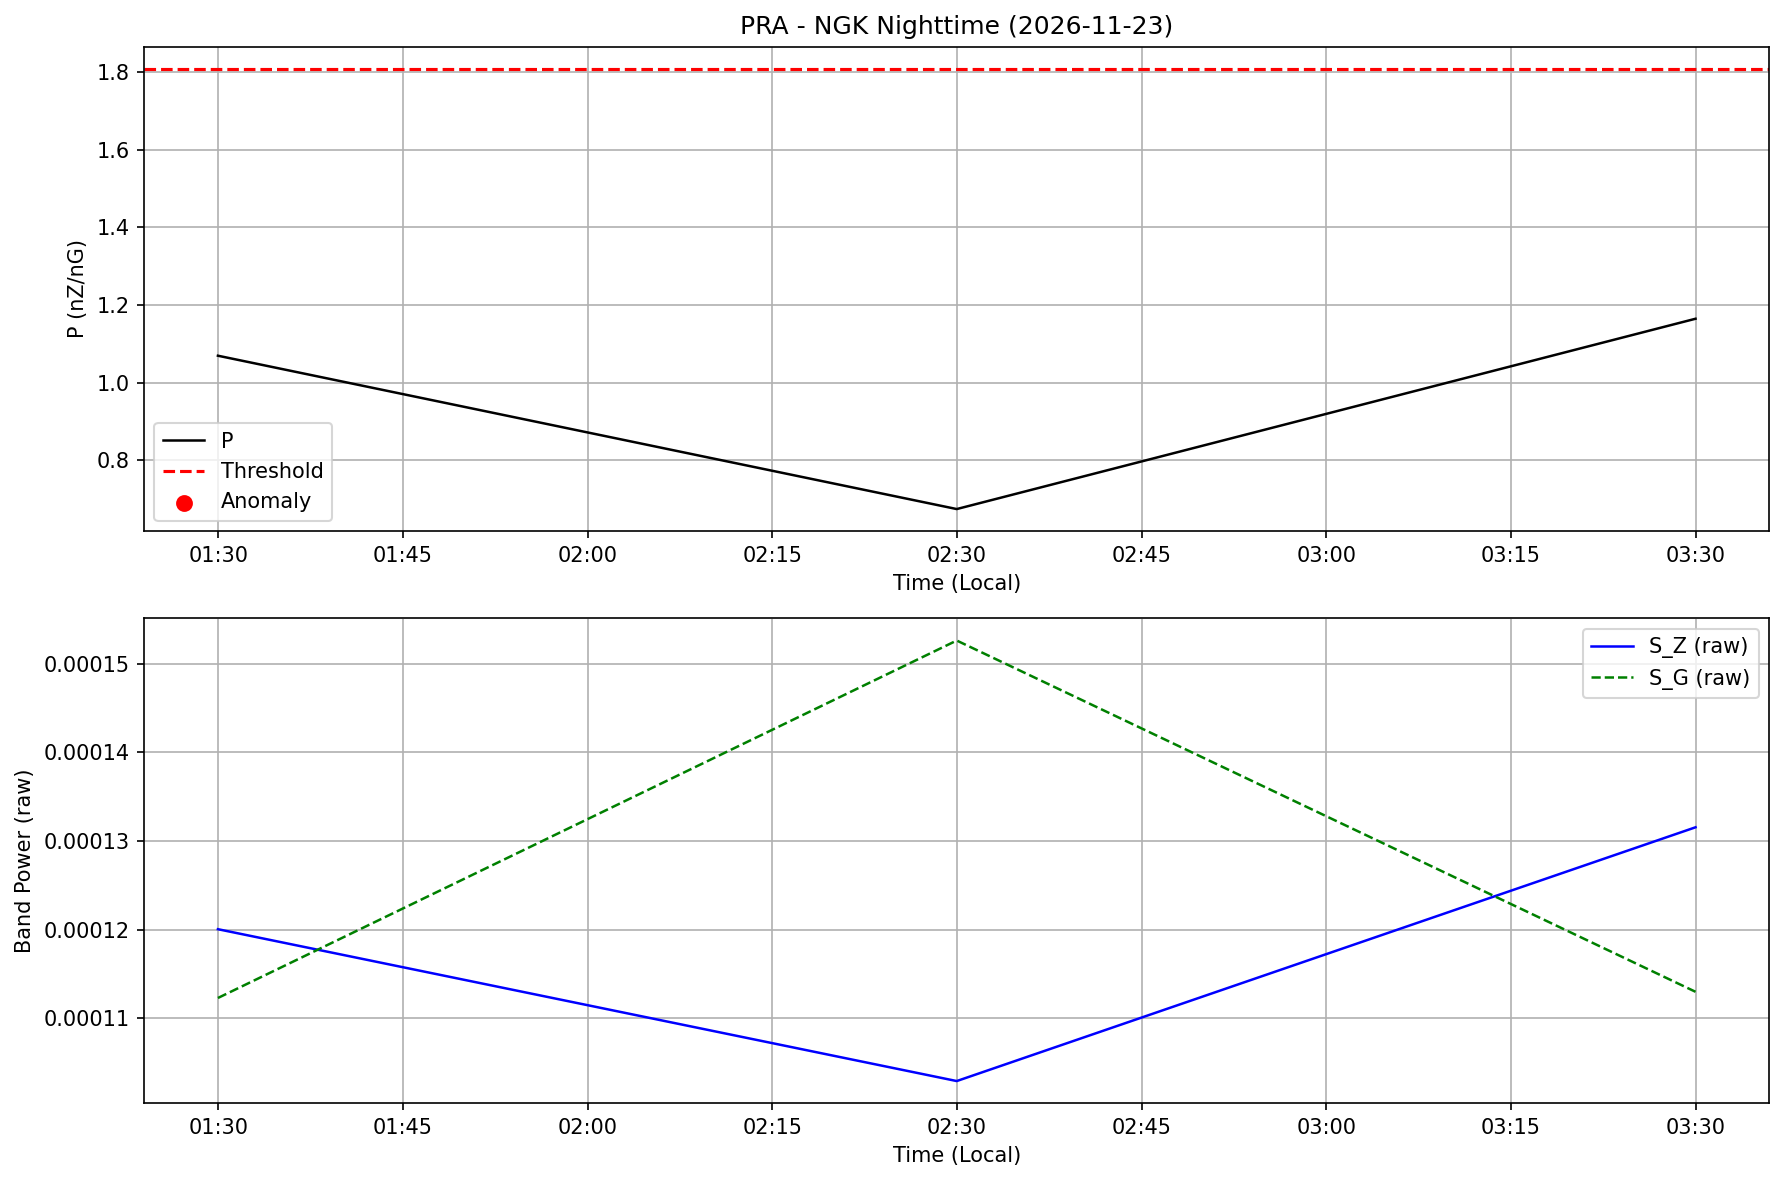 PRA - NGK Nighttime (2026-11-23)
P (nZ/nG)
1.8
1.6
1.4
1.2
1.0
0.8
P
Threshold
Anomaly
01:30 01:45 02:00 02:15 02:30 02:45 03:00 03:15 03:30
Time (Local)
Band Power (raw)
0.00015
0.00014
0.00013
0.00012
0.00011
S_Z (raw)
S_G (raw)
01:30 01:45 02:00 02:15 02:30 02:45 03:00 03:15 03:30
Time (Local)